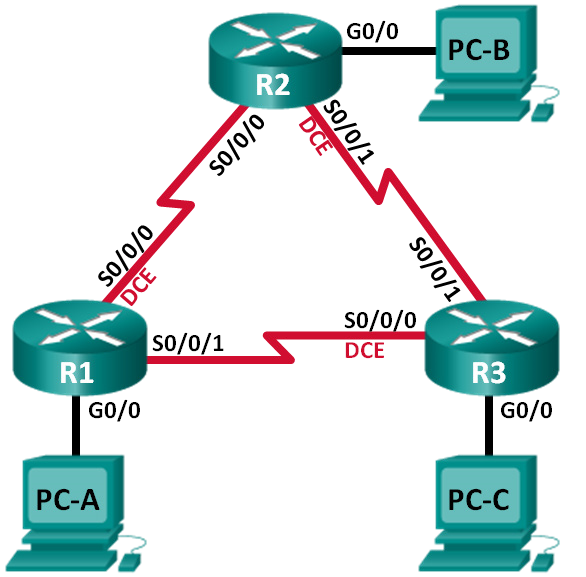 G0/0
PC-B
R2
S0/0/0
DCE
S0/0/1
S0/0/0
DCE
S0/0/1
S0/0/1
S0/0/0
DCE
R1
R3
G0/0
G0/0
PC-A
PC-C